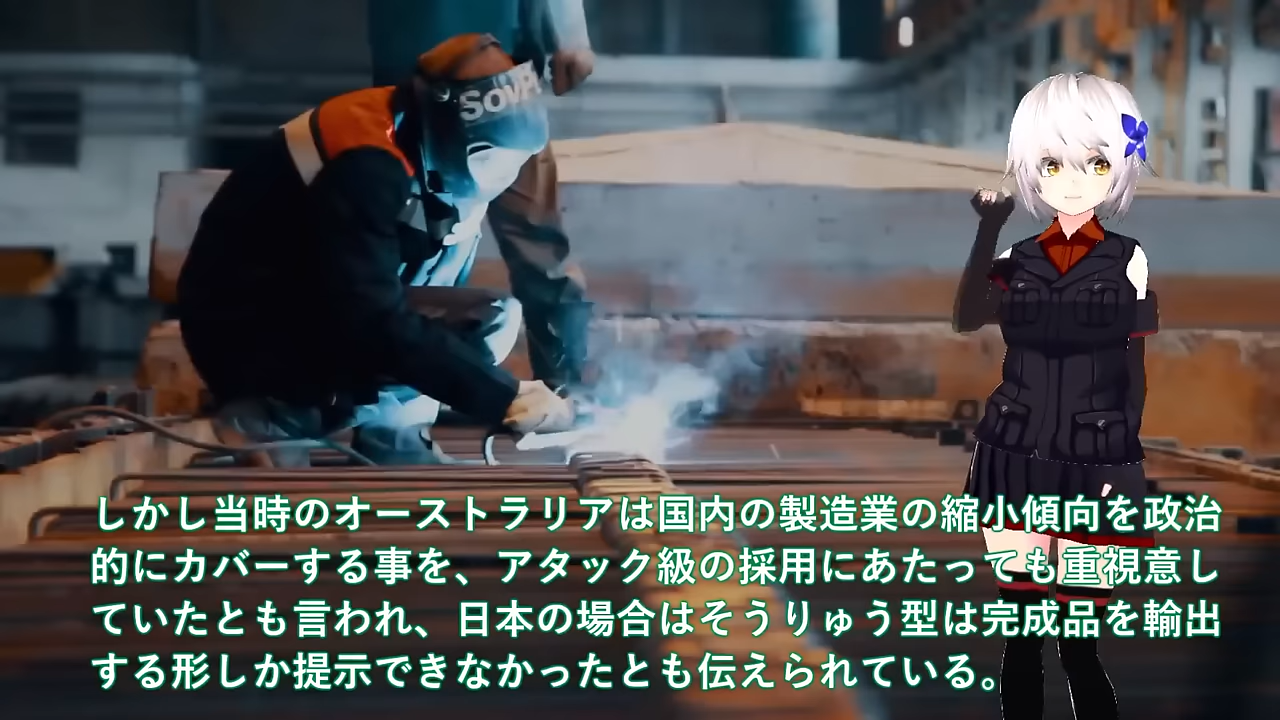 しかし当時のオーストラリアは国内の製造業の縮小傾向を政治
的にカバーする事を、アタック級の採用にあたっても重視意し
ていたとも言われ、日本の場合はそうりゅう型は完成品を輸出
する形しか提示できなかったとも伝えられている。